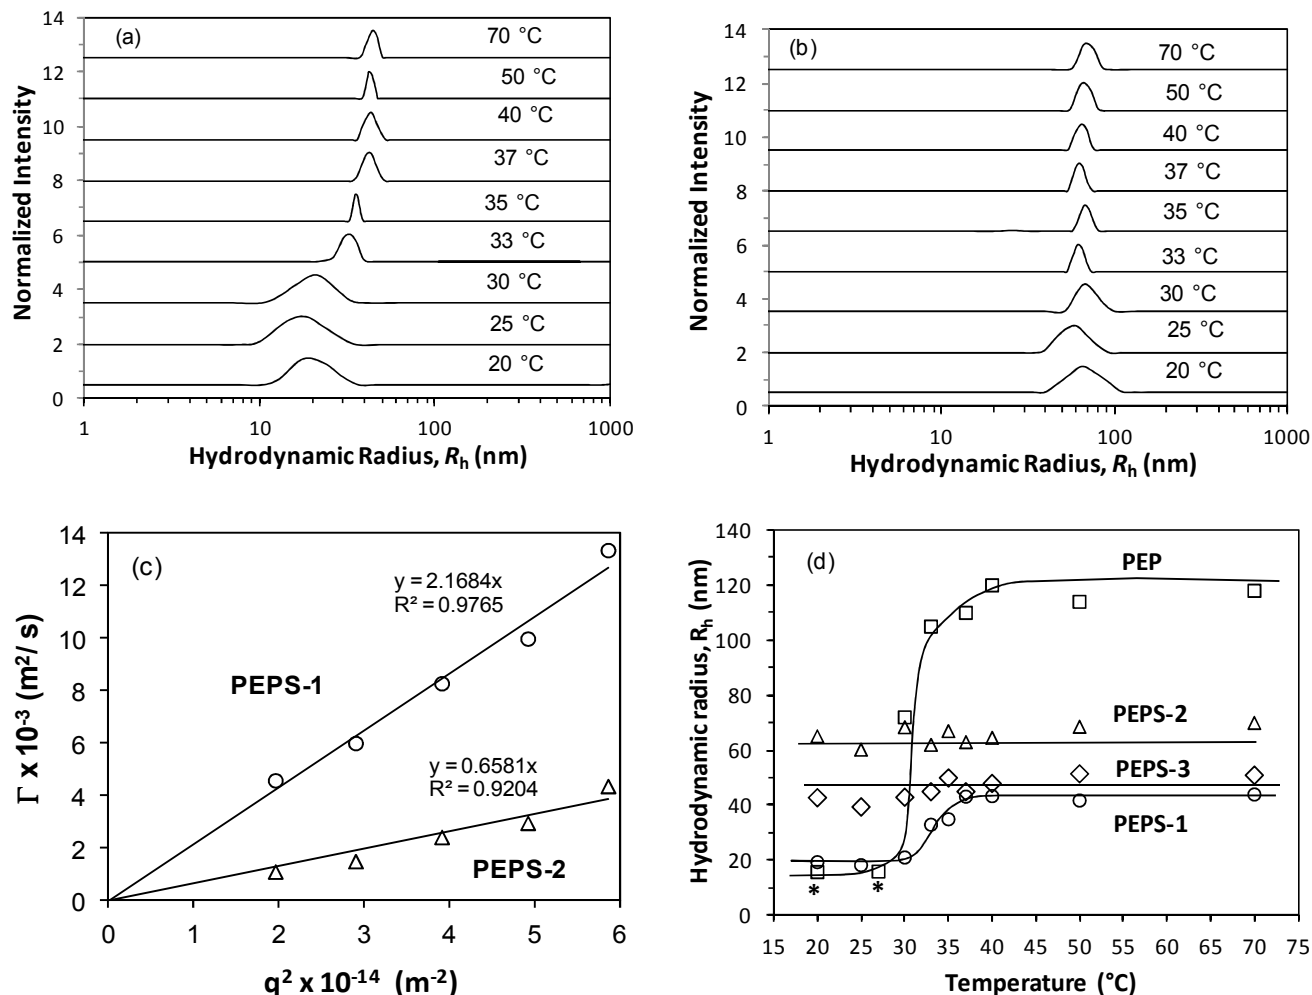 (a)
14
12
10
8
6
4
2
0
Normalized Intensity
70 °C
50 °C
40 °C
37 °C
35 °C
33 °C
30 °C
25 °C
20 °C
1
10
100
1000
Hydrodynamic Radius, Rh (nm)
(b)
14
12
10
8
6
4
2
0
Normalized Intensity
70 °C
50 °C
40 °C
37 °C
35 °C
33 °C
30 °C
25 °C
20 °C
1
10
100
1000
Hydrodynamic Radius, Rh (nm)
(c)
14
12
10
8
6
4
2
0
Γ x 10-3 (m2/ s)
y = 2.1684x
R² = 0.9765
PEPS-1
y = 0.6581x
R² = 0.9204
PEPS-2
0 1 2 3 4 5 6
q2 x 10-14 (m-2)
(d)
140
120
100
80
60
40
20
0
Hydrodynamic radius, Rh (nm)
PEP
PEPS-2
PEPS-3
PEPS-1
*
*
15 20 25 30 35 40 45 50 55 60 65 70 75
Temperature (°C)